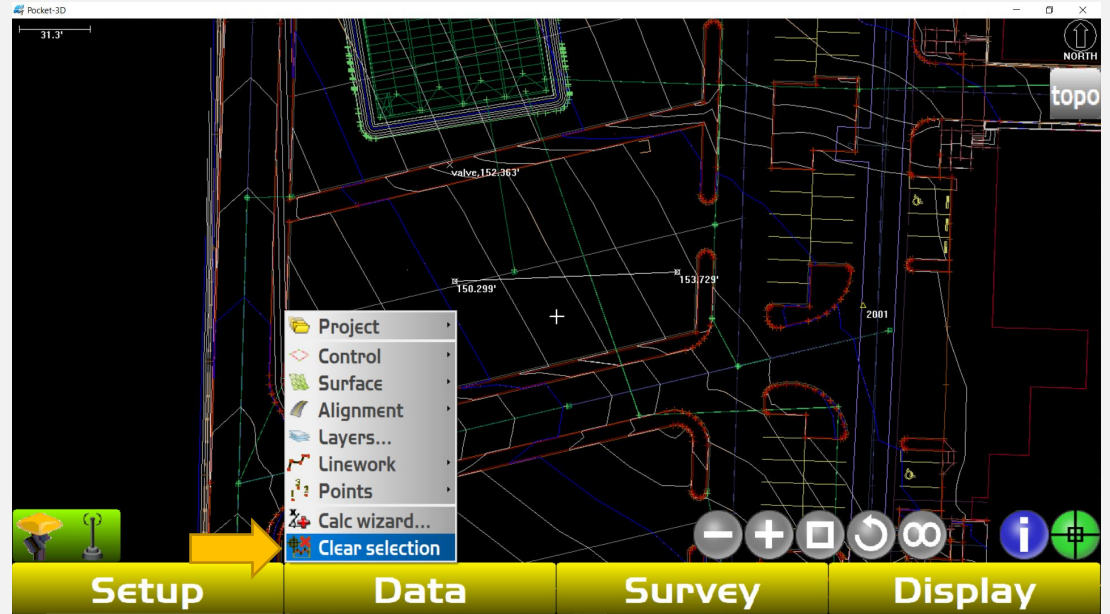 Pocket-3D
31.3'
NORTH
topo
valve,152.363'
150.299'
153.729'
2001
Project
Control
Surface
Alignment
Layers...
Linework
Points
Calc wizard...
Clear selection
Setup
Data
Survey
Display